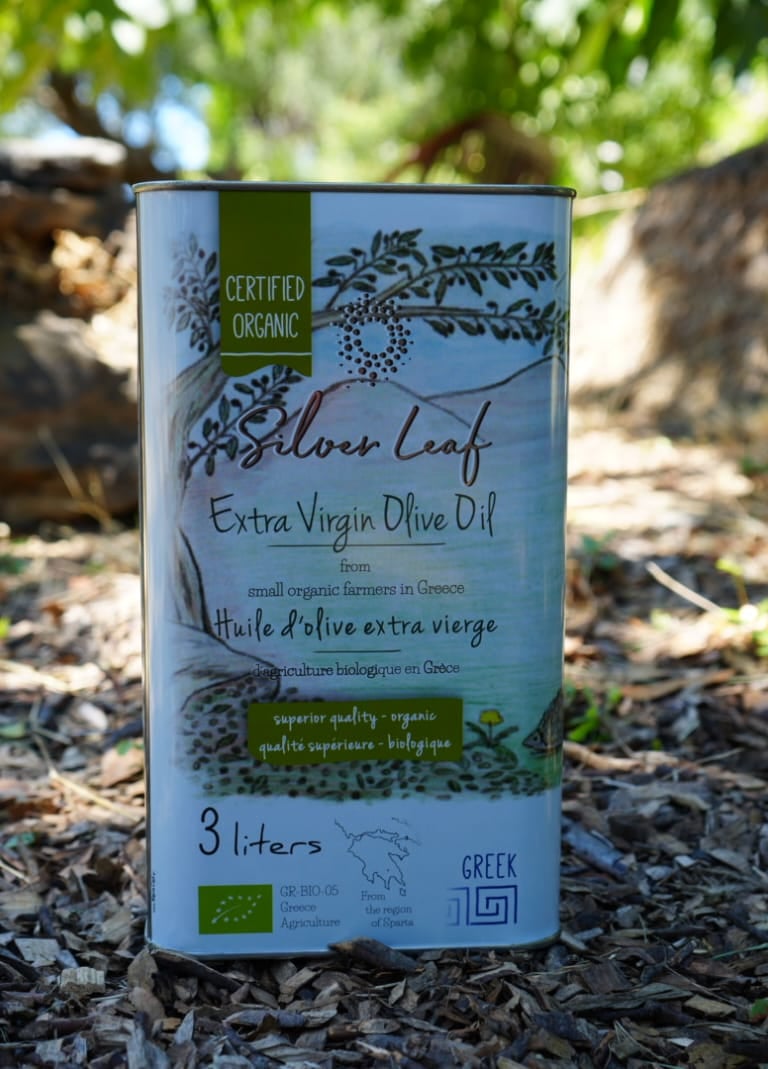 CERTIFIED
ORGANIC
Silver Leaf
Extra Virgin Olive Oil
from
small organic farmers in Greece
Huile d'olive extra vierge
d'agriculture biologique en Grèce
superior quality - organic
qualité supérieure - biologique
3 liters
GR-BIO-05
Greece
Agriculture
From
the region
of Sparta
GREEK